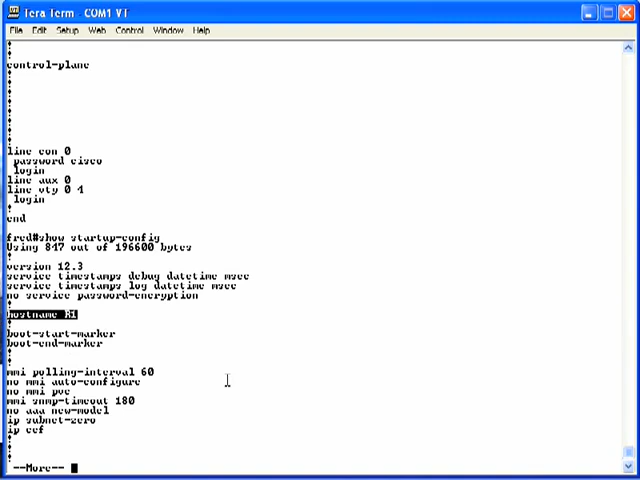 Tera Term - COM1 VT
File Edit Setup Web Control Window Help
!
control-plane
!
!
!
!
!
!
!
!
line con 0
password cisco
login
line aux 0
line vty 0 4
login
!
end
fred#show startup-config
Using 847 out of 196600 bytes
!
version 12.3
service timestamps debug datetime msec
service timestamps log datetime msec
no service password-encryption
!
hostname R1
!
boot-start-marker
boot-end-marker
!
!
mmi polling-interval 60
no mmi auto-configure
no mmi pvc
mmi snmp-timeout 180
no aaa new-model
ip subnet-zero
ip cef
!
!
!
--More--